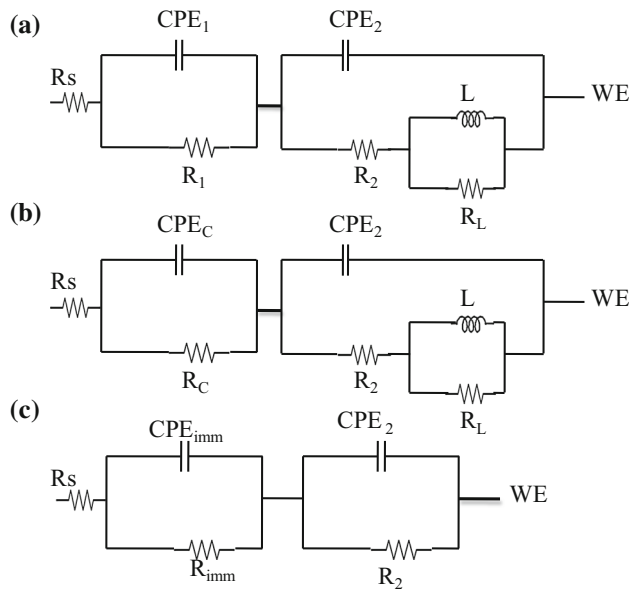 (a)
CPE1
CPE2
Rs
L
WE
R1
R2
RL
(b)
CPEC
CPE2
Rs
L
WE
RC
R2
RL
(c)
CPEimm
CPE2
Rs
WE
Rimm
R2